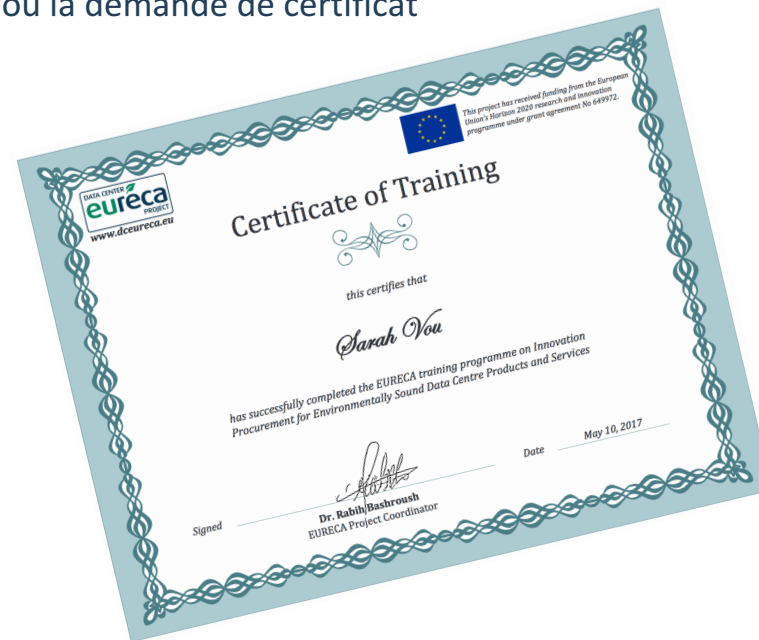 ou la demande de certificat
This project has received funding from the European
Union's Horizon 2020 research and innovation
programme under grant agreement No 649972.
DATA CENTER
eureca
PROJECT
www.dceureca.eu
Certificate of Training
this certifies that
Sarah Vou
has successfully completed the EURECA training programme on Innovation
Procurement for Environmentally Sound Data Centre Products and Services
Signed
Dr. Rabih Bashroush
EURECA Project Coordinator
Date
May 10, 2017